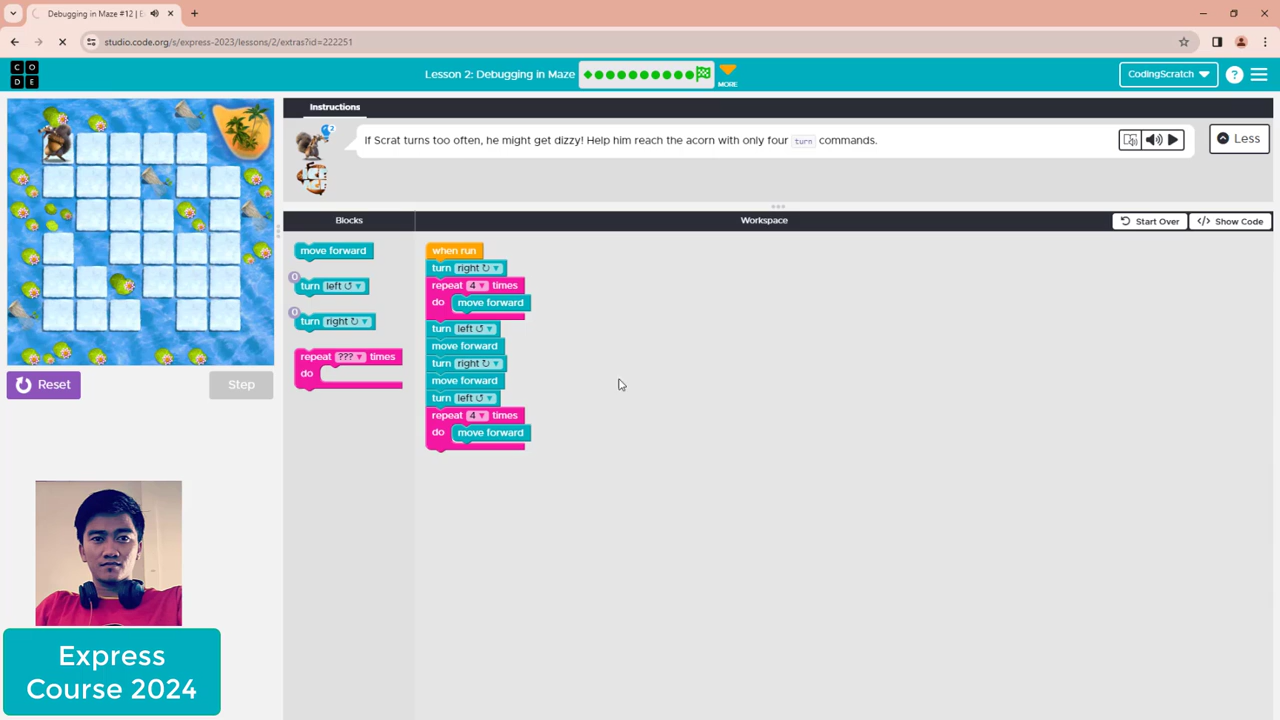 Debugging in Maze #12 | E
studio.code.org/s/express-2023/lessons/2/extras?id=222251
C O
D E
Lesson 2: Debugging in Maze
MORE
CodingScratch
?
Instructions
2
If Scrat turns too often, he might get dizzy! Help him reach the acorn with only four turn commands.
Less
Blocks
Workspace
Start Over
</> Show Code
move forward
0
turn left
0
turn right
repeat ??? times
do
when run
turn right
repeat 4 times
do move forward
turn left
move forward
turn right
move forward
turn left
repeat 4 times
do move forward
Reset
Step
Express
Course 2024